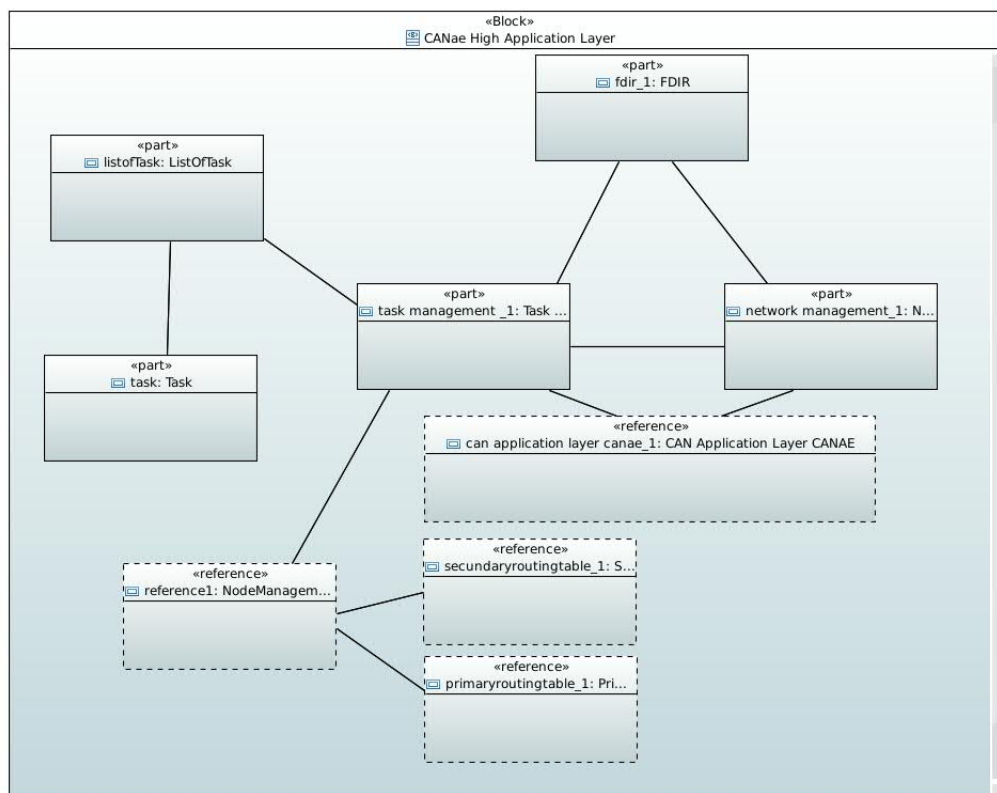 «Block»
CANae High Application Layer
«part»
fdir_1: FDIR
«part»
listofTask: ListOfTask
«part»
task management _1: Task ...
«part»
network management_1: N...
«part»
task: Task
«reference»
can application layer canae_1: CAN Application Layer CANAE
«reference»
secundaryroutingtable_1: S...
«reference»
reference1: NodeManagem...
«reference»
primaryroutingtable_1: Pri...